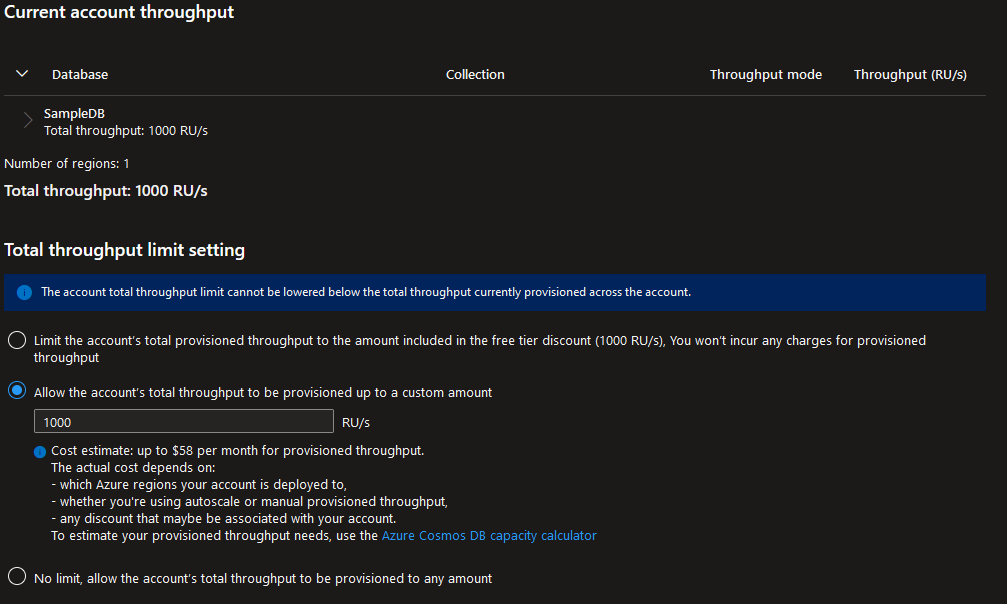 Current account throughput
Database Collection Throughput mode Throughput (RU/s)
SampleDB
Total throughput: 1000 RU/s
Number of regions: 1
Total throughput: 1000 RU/s
Total throughput limit setting
The account total throughput limit cannot be lowered below the total throughput currently provisioned across the account.
Limit the account's total provisioned throughput to the amount included in the free tier discount (1000 RU/s), You won't incur any charges for provisioned
throughput
Allow the account's total throughput to be provisioned up to a custom amount
1000 RU/s
Cost estimate: up to $58 per month for provisioned throughput.
The actual cost depends on:
- which Azure regions your account is deployed to,
- whether you're using autoscale or manual provisioned throughput,
- any discount that maybe be associated with your account.
To estimate your provisioned throughput needs, use the Azure Cosmos DB capacity calculator
No limit, allow the account's total throughput to be provisioned to any amount